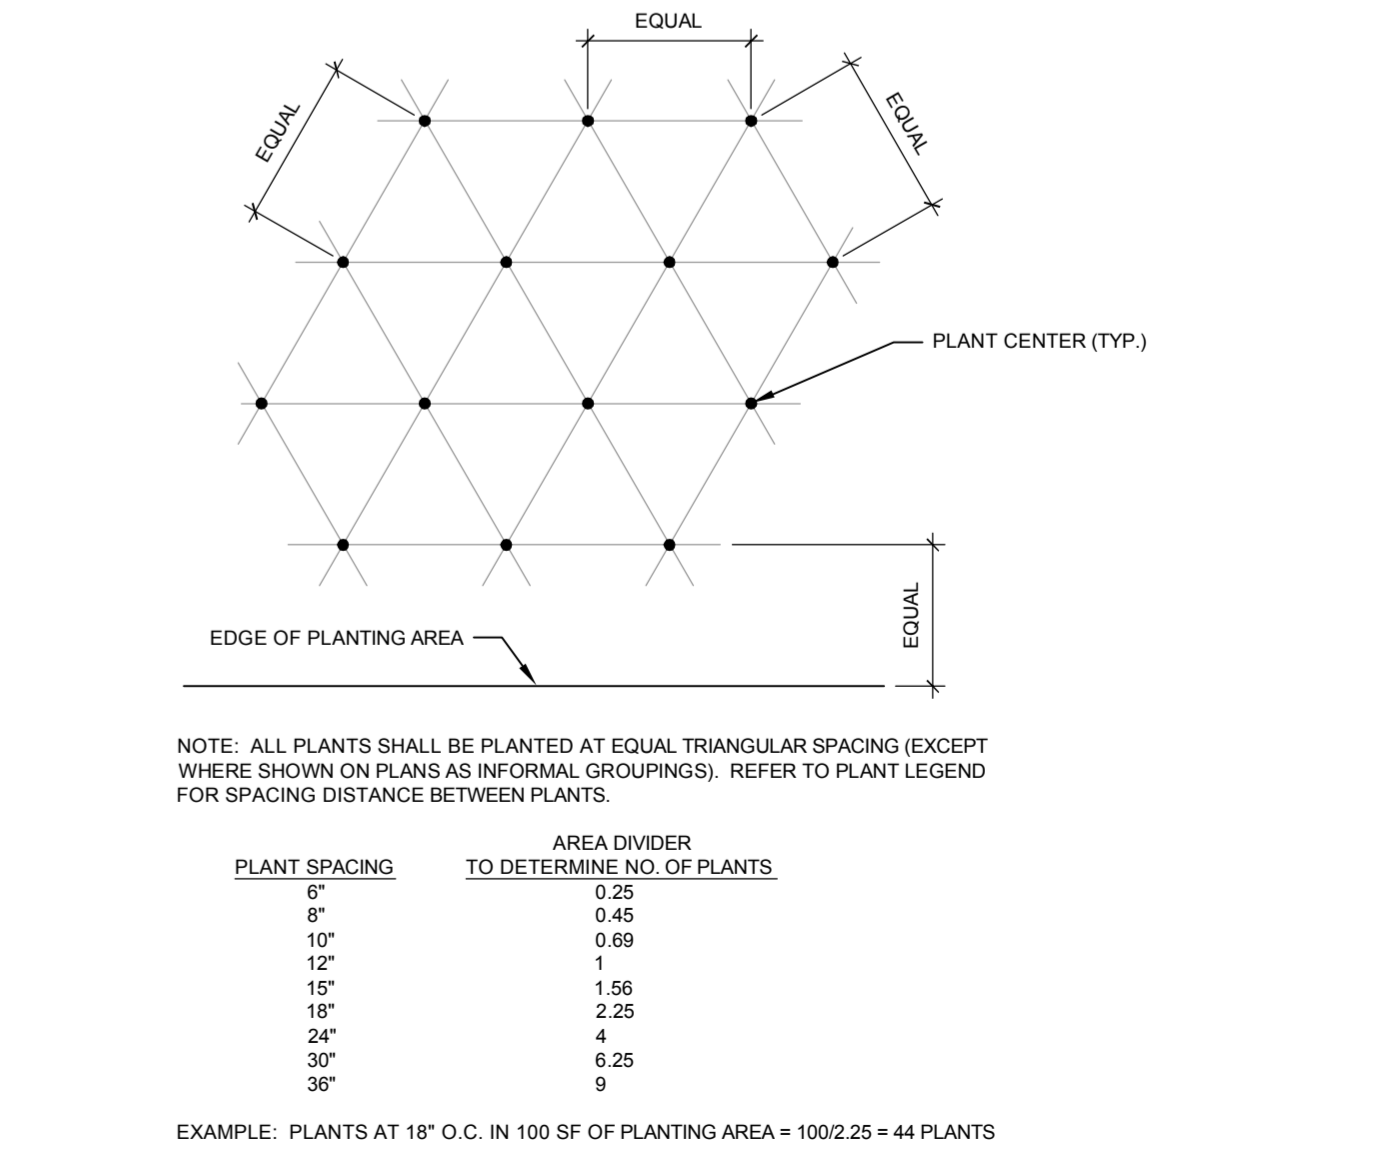 EQUAL
EQUAL
EQUAL
PLANT CENTER (TYP.)
EQUAL
EDGE OF PLANTING AREA
NOTE: ALL PLANTS SHALL BE PLANTED AT EQUAL TRIANGULAR SPACING (EXCEPT
WHERE SHOWN ON PLANS AS INFORMAL GROUPINGS). REFER TO PLANT LEGEND
FOR SPACING DISTANCE BETWEEN PLANTS.
AREA DIVIDER
PLANT SPACING TO DETERMINE NO. OF PLANTS
6" 0.25
8" 0.45
10" 0.69
12" 1
15" 1.56
18" 2.25
24" 4
30" 6.25
36" 9
EXAMPLE: PLANTS AT 18" O.C. IN 100 SF OF PLANTING AREA = 100/2.25 = 44 PLANTS